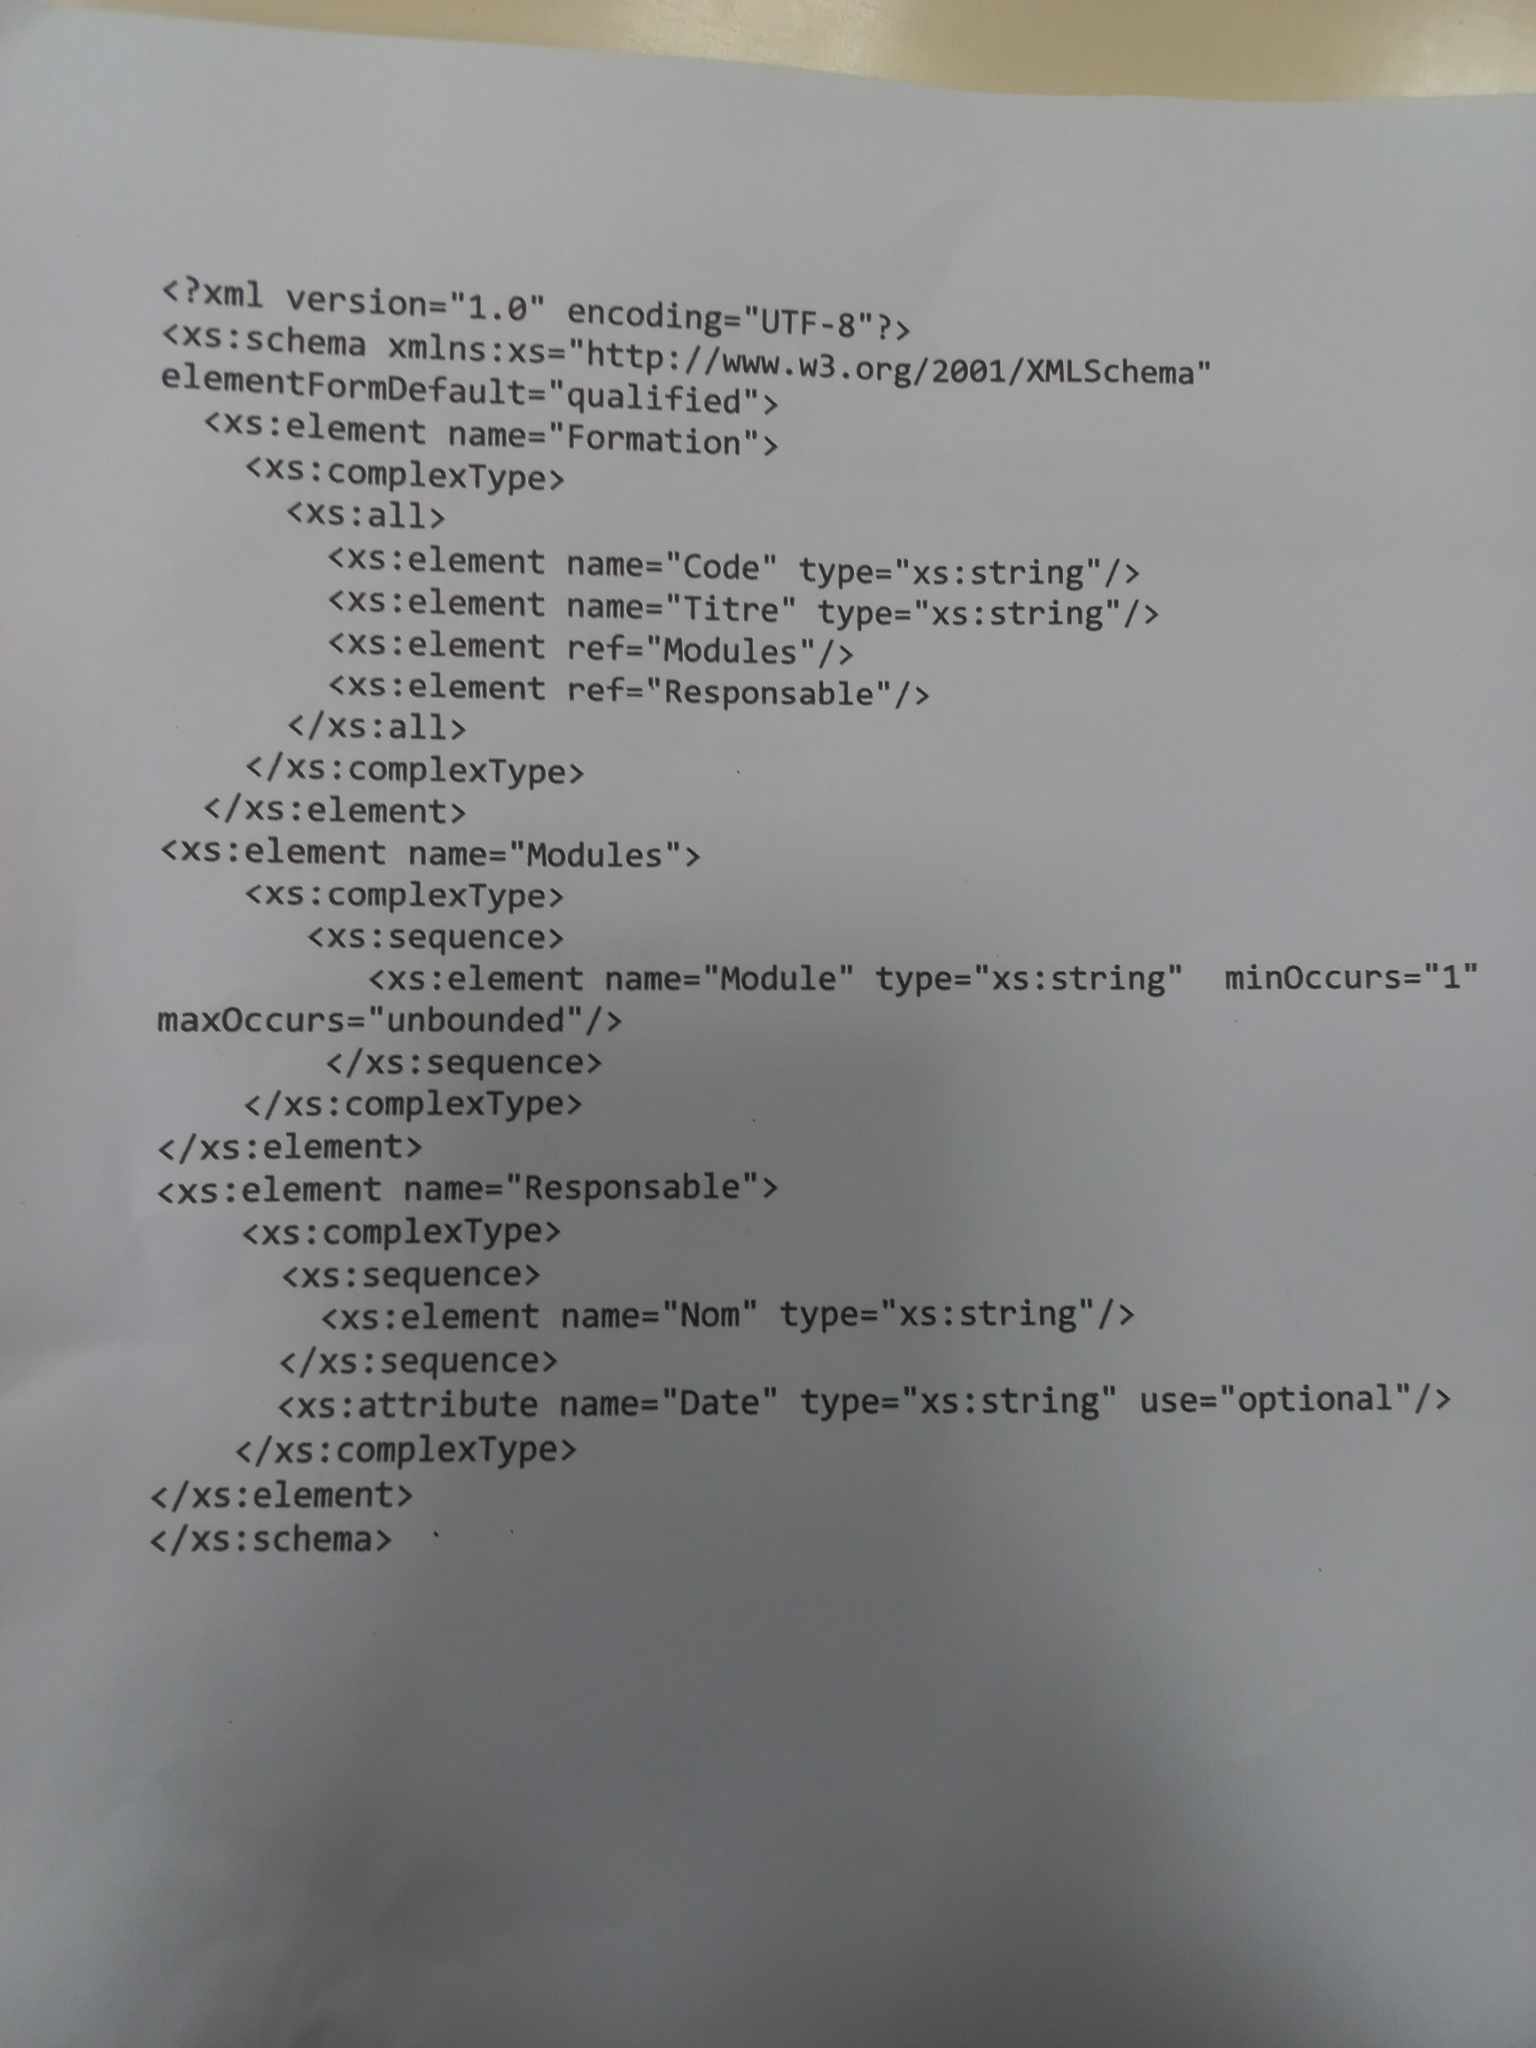 <?xml version="1.0" encoding="UTF-8"?>
<xs:schema xmlns:xs="http://www.w3.org/2001/XMLSchema"
elementFormDefault="qualified">
<xs:element name="Formation">
<xs:complexType>
<xs:all>
<xs:element name="Code" type="xs:string"/>
<xs:element name="Titre" type="xs:string"/>
<xs:element ref="Modules"/>
<xs:element ref="Responsable"/>
</xs:all>
</xs:complexType>
</xs:element>
<xs:element name="Modules">
<xs:complexType>
<xs:sequence>
<xs:element name="Module" type="xs:string"  minOccurs="1"
maxOccurs="unbounded"/>
</xs:sequence>
</xs:complexType>
</xs:element>
<xs:element name="Responsable">
<xs:complexType>
<xs:sequence>
<xs:element name="Nom" type="xs:string"/>
</xs:sequence>
<xs:attribute name="Date" type="xs:string" use="optional"/>
</xs:complexType>
</xs:element>
</xs:schema>